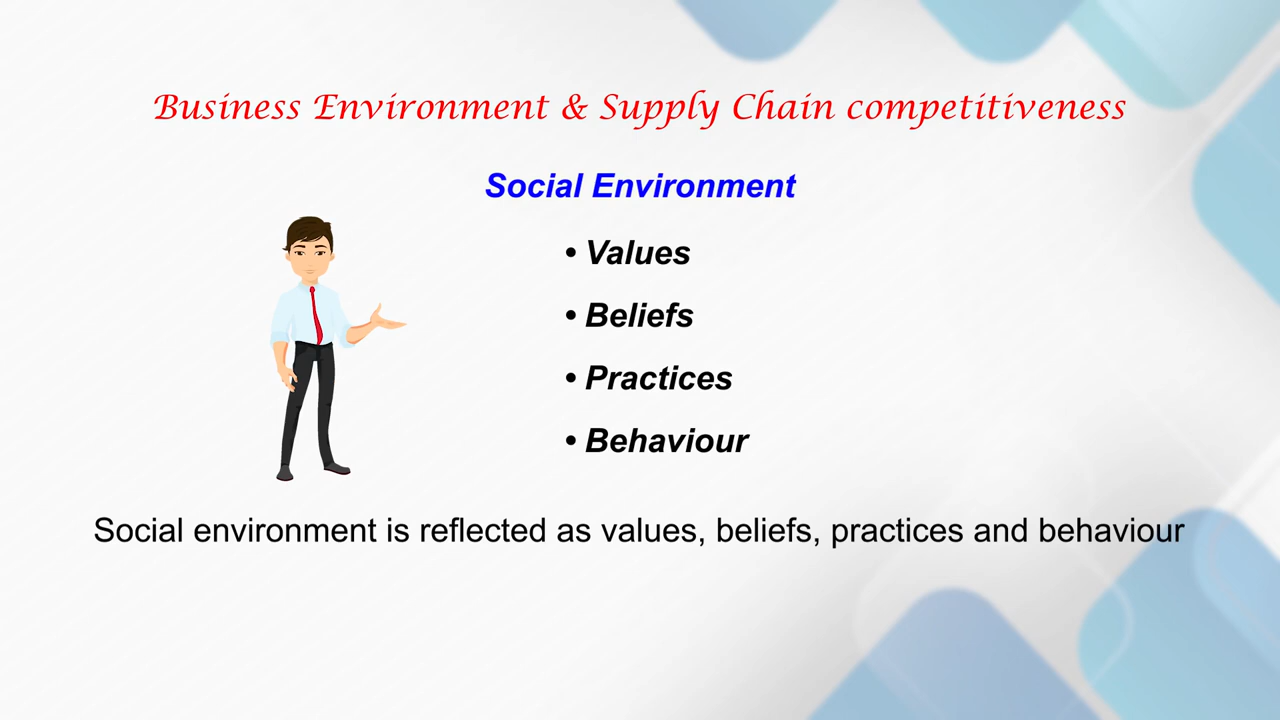 Business Environment & Supply Chain competitiveness
Social Environment
• Values
• Beliefs
• Practices
• Behaviour
Social environment is reflected as values, beliefs, practices and behaviour